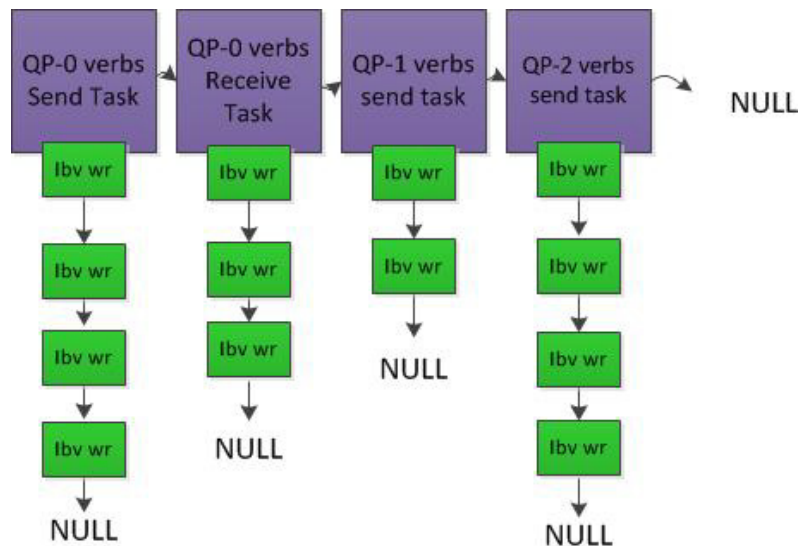 QP-0 verbs
Send Task
QP-0 verbs
Receive
Task
QP-1 verbs
send task
QP-2 verbs
send task
NULL
Ibv wr
Ibv wr
Ibv wr
Ibv wr
Ibv wr
Ibv wr
Ibv wr
Ibv wr
Ibv wr
Ibv wr
Ibv wr
Ibv wr
Ibv wr
NULL
NULL
NULL
NULL